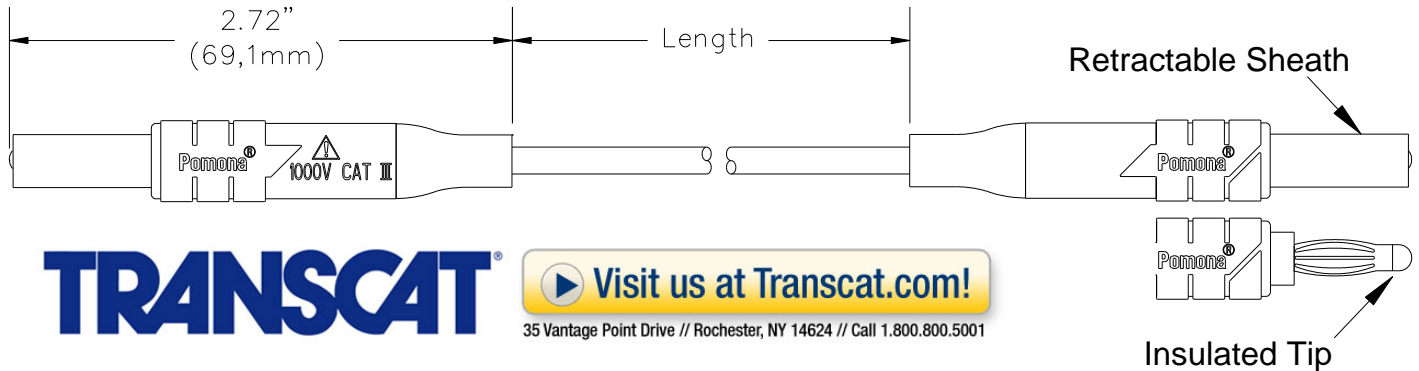 2.72"
(69,1mm)
Length
Retractable Sheath
Pomona®
1000V CAT III
Pomona®
Pomona®
TRANSCAT®
Visit us at Transcat.com!
35 Vantage Point Drive // Rochester, NY 14624 // Call 1.800.800.5001
Insulated Tip